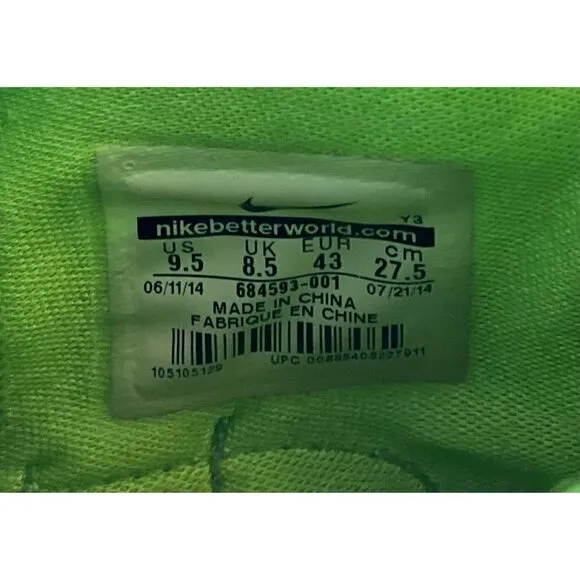 Y3
nikebetterworld.com
US UK EUR cm
9.5 8.5 43 27.5
06/11/14 684593-001 07/21/14
MADE IN CHINA
FABRIQUE EN CHINE
105105129
UPC